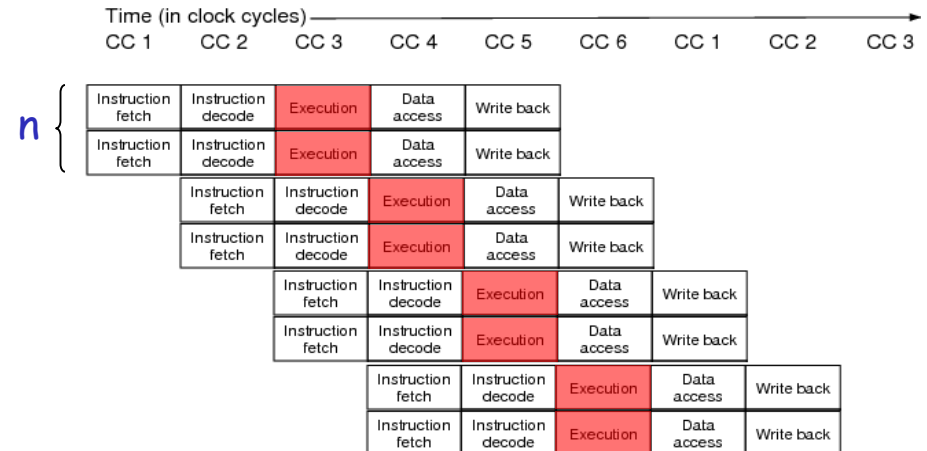 Time (in clock cycles)
CC 1 CC 2 CC 3 CC 4 CC 5 CC 6 CC 1 CC 2 CC 3
n
Instruction fetch Instruction decode Execution Data access Write back
Instruction fetch Instruction decode Execution Data access Write back
Instruction fetch Instruction decode Execution Data access Write back
Instruction fetch Instruction decode Execution Data access Write back
Instruction fetch Instruction decode Execution Data access Write back
Instruction fetch Instruction decode Execution Data access Write back
Instruction fetch Instruction decode Execution Data access Write back
Instruction fetch Instruction decode Execution Data access Write back